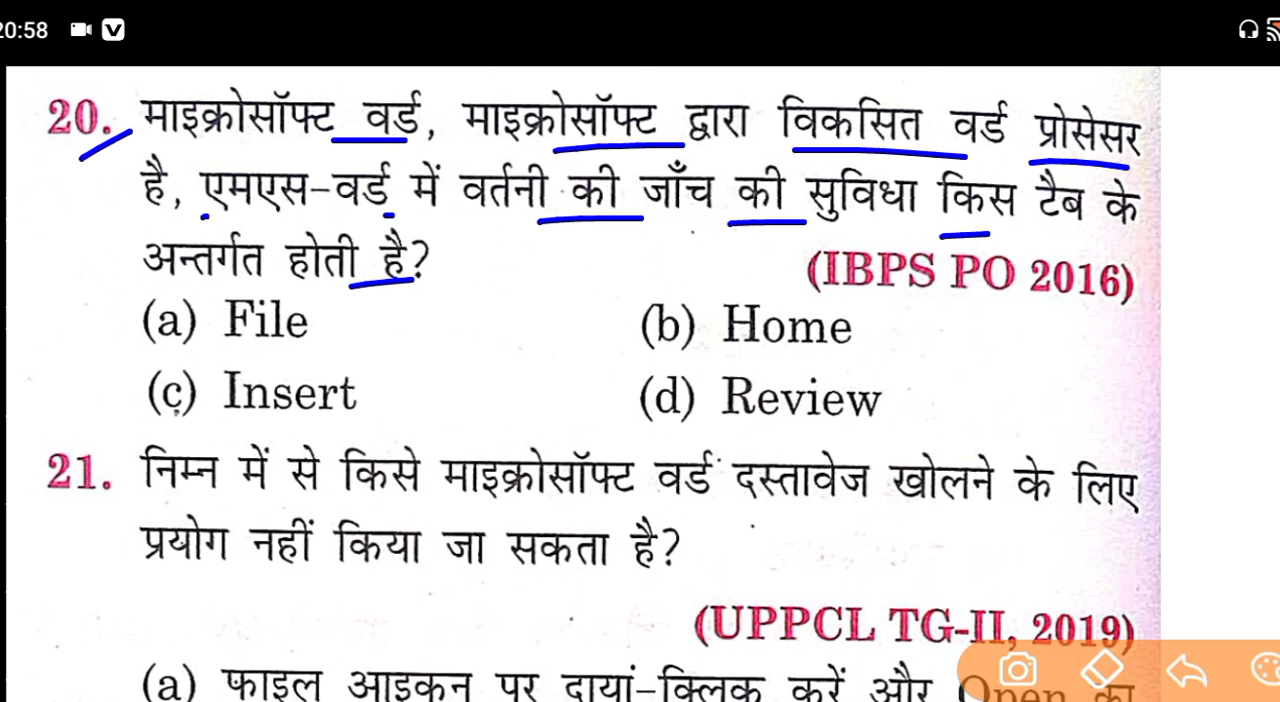 20:58
20. माइक्रोसॉफ्ट वर्ड, माइक्रोसॉफ्ट द्वारा विकसित वर्ड प्रोसेसर
है, एमएस-वर्ड में वर्तनी की जाँच की सुविधा किस टैब के
अन्तर्गत होती है?
(IBPS PO 2016)
(a) File (b) Home
(c) Insert (d) Review
21. निम्न में से किसे माइक्रोसॉफ्ट वर्ड दस्तावेज खोलने के लिए
प्रयोग नहीं किया जा सकता है?
(UPPCL TG-II, 2019)
(a) फाइल आइकन पर दायां-क्लिक करें और Open का